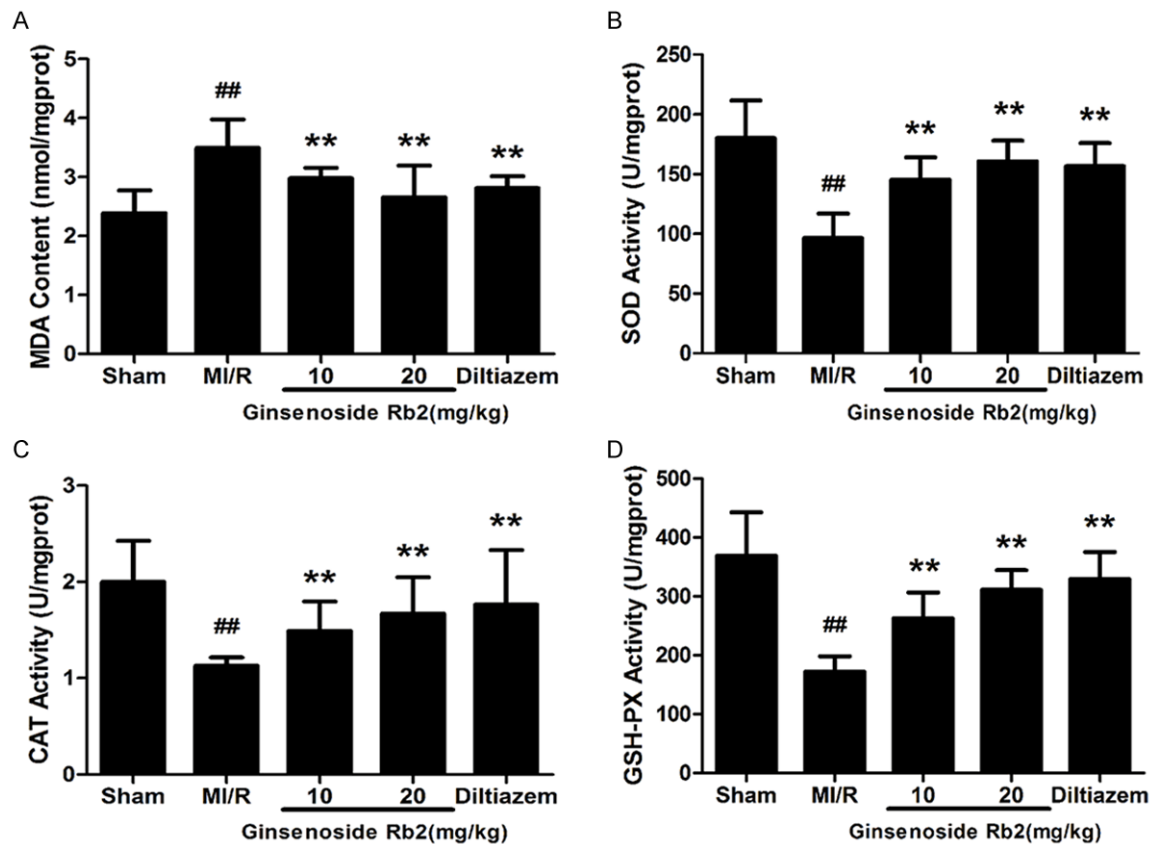 A
MDA Content (nmol/mgprot)
5
4
3
2
1
0
##
**
**
**
Sham MI/R 10 20 Diltiazem
Ginsenoside Rb2(mg/kg)
B
SOD Activity (U/mgprot)
250
200
150
100
50
0
##
**
**
**
Sham MI/R 10 20 Diltiazem
Ginsenoside Rb2(mg/kg)
C
CAT Activity (U/mgprot)
3
2
1
0
##
**
**
**
Sham MI/R 10 20 Diltiazem
Ginsenoside Rb2(mg/kg)
D
GSH-PX Activity (U/mgprot)
500
400
300
200
100
0
##
**
**
**
Sham MI/R 10 20 Diltiazem
Ginsenoside Rb2(mg/kg)